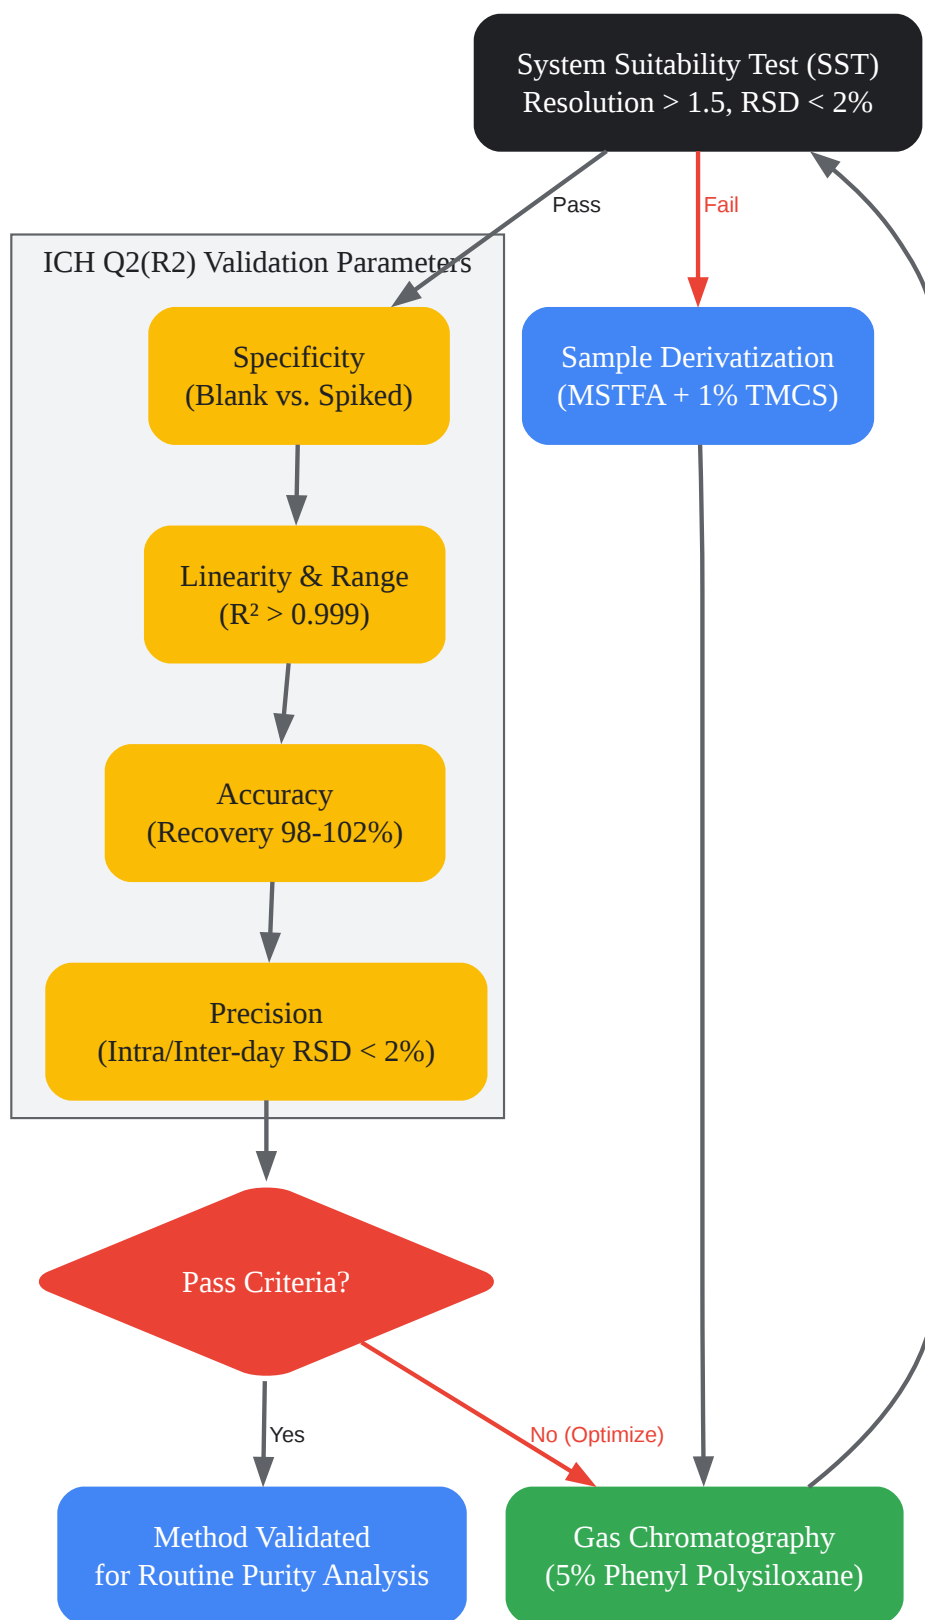 System Suitability Test (SST)
Resolution > 1.5, RSD < 2%
Pass
Fail
ICH Q2(R2) Validation Parameters
Specificity
(Blank vs. Spiked)
Sample Derivatization
(MSTFA + 1% TMCS)
Linearity & Range
(R² > 0.999)
Accuracy
(Recovery 98-102%)
Precision
(Intra/Inter-day RSD < 2%)
Pass Criteria?
Yes
No (Optimize)
Method Validated
for Routine Purity Analysis
Gas Chromatography
(5% Phenyl Polysiloxane)